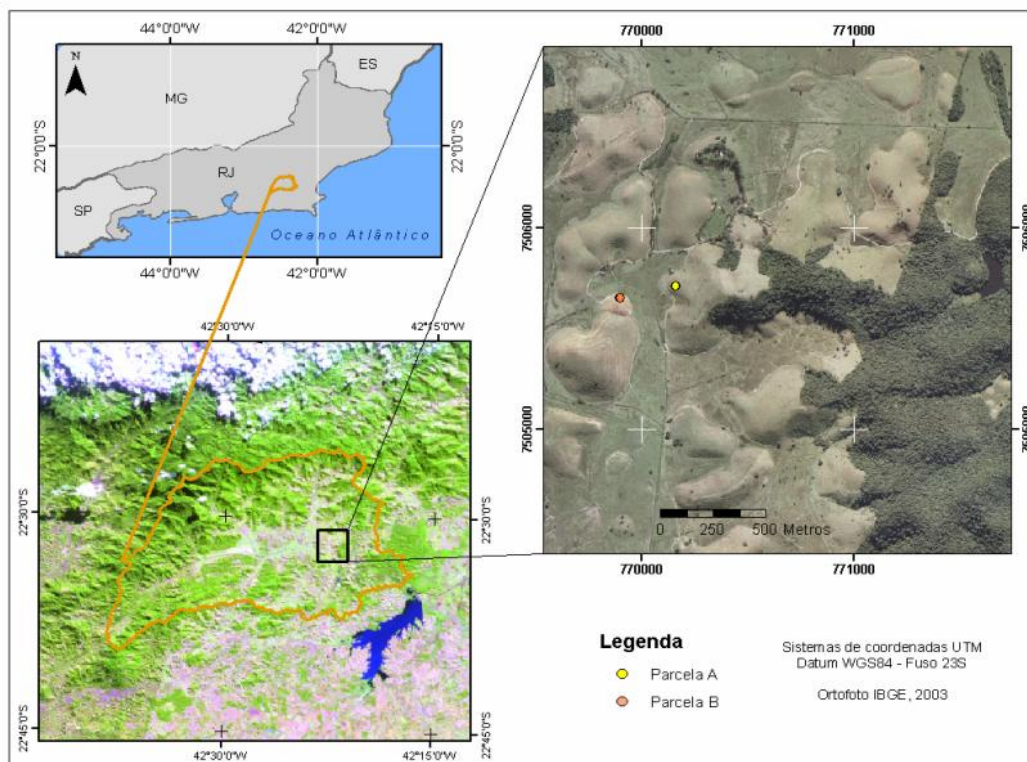 44°0'0"W
42°0'0"W
N
ES
MG
22°0'0"S
22°0'0"S
RJ
SP
Oceano Atlântico
44°0'0"W
42°0'0"W
770000
771000
7506000
7506000
7505000
7505000
0 250 500 Metros
770000
771000
42°30'0"W
42°15'0"W
22°30'0"S
22°30'0"S
22°45'0"S
22°45'0"S
42°30'0"W
42°15'0"W
Legenda
Parcela A
Parcela B
Sistemas de coordenadas UTM
Datum WGS84 - Fuso 23S
Ortofoto IBGE, 2003